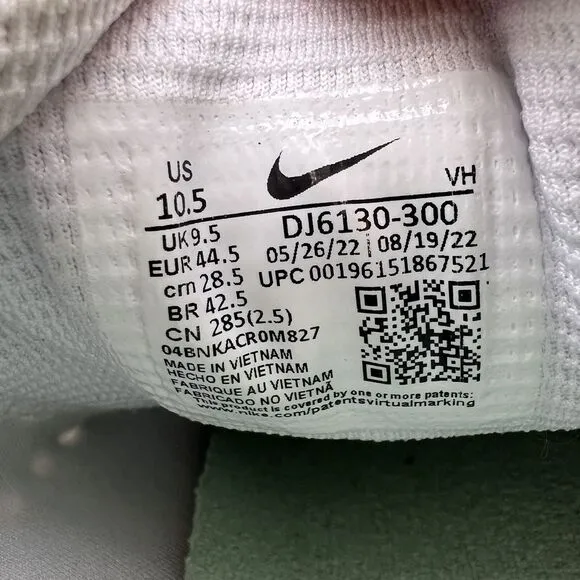 US
10.5
VH
UK 9.5
DJ6130-300
EUR 44.5
05/26/22 | 08/19/22
cm 28.5
UPC 00196151867521
BR 42.5
CN 285(2.5)
04BNKACR0M827
MADE IN VIETNAM
HECHO EN VIETNAM
FABRIQUE AU VIETNAM
FABRICADO NO VIETNÃ
This product is covered by one or more patents:
www.nike.com/patentsvirtualmarking